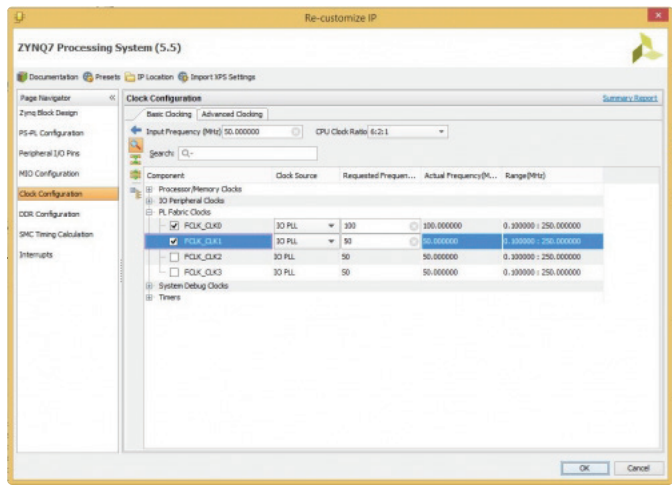 Re-customize IP
ZYNQ7 Processing System (5.5)
Documentation Presets IP Location Import XPS Settings
Page Navigator «
Clock Configuration
Summary Report
Zynq Block Design
PS-PL Configuration
Peripheral I/O Pins
MIO Configuration
Clock Configuration
DDR Configuration
SMC Timing Calculation
Interrupts
Basic Clocking Advanced Clocking
Input Frequency (MHz) 50.000000 CPU Clock Ratio 6:2:1
Search:
Component Clock Source Requested Frequen... Actual Frequency(M... Range(MHz)
Processor/Memory Clocks
IO Peripheral Clocks
PL Fabric Clocks
FCLK_CLK0 IO PLL 100 100.000000 0.100000 : 250.000000
FCLK_CLK1 IO PLL 50 50.000000 0.100000 : 250.000000
FCLK_CLK2 IO PLL 50 50.000000 0.100000 : 250.000000
FCLK_CLK3 IO PLL 50 50.000000 0.100000 : 250.000000
System Debug Clocks
Timers
OK Cancel